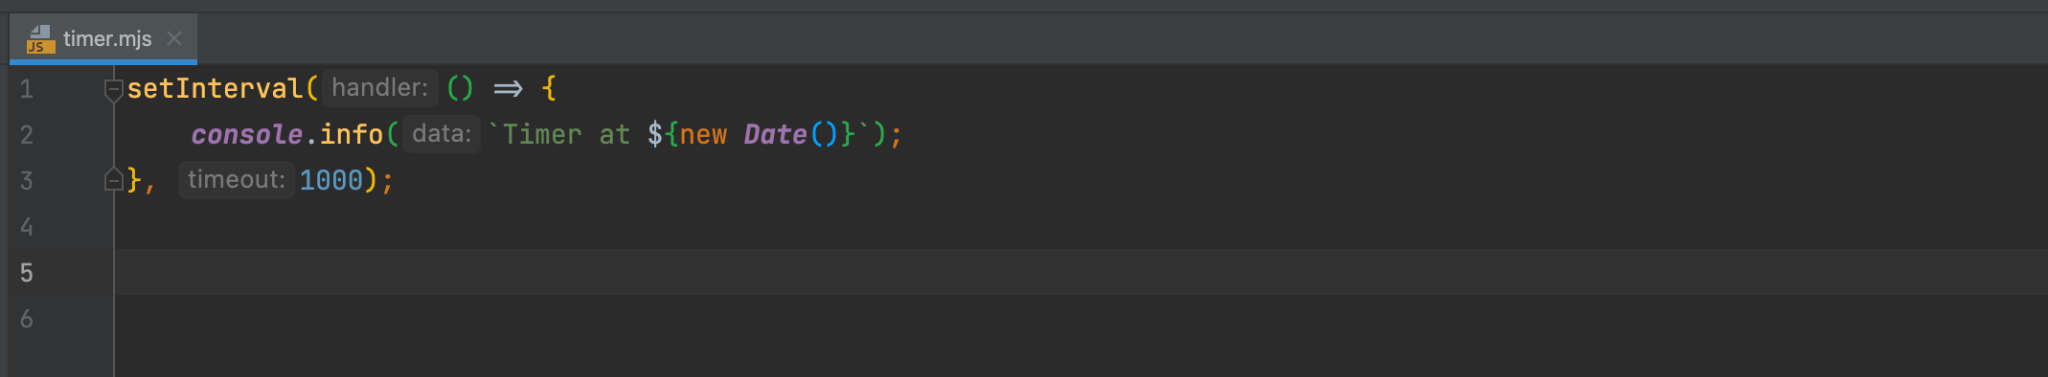 JS timer.mjs
1 setInterval( handler: () => {
2 console.info( data: `Timer at ${new Date()}`);
3 }, timeout: 1000);
4
5
6